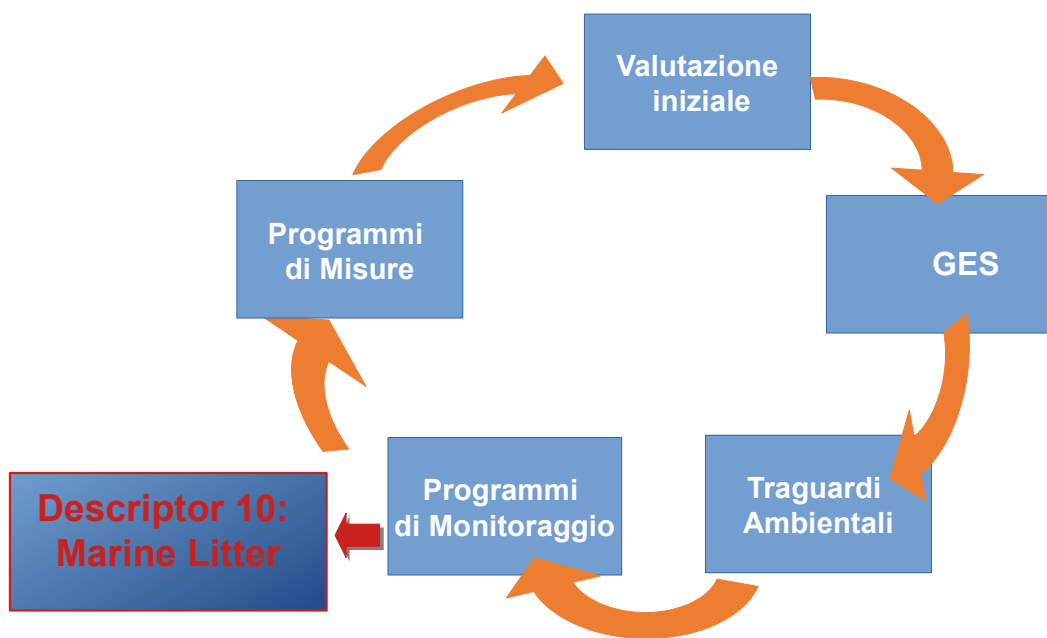 Valutazione
iniziale
GES
Traguardi
Ambientali
Programmi
di Monitoraggio
Descriptor 10:
Marine Litter
Programmi
di Misure